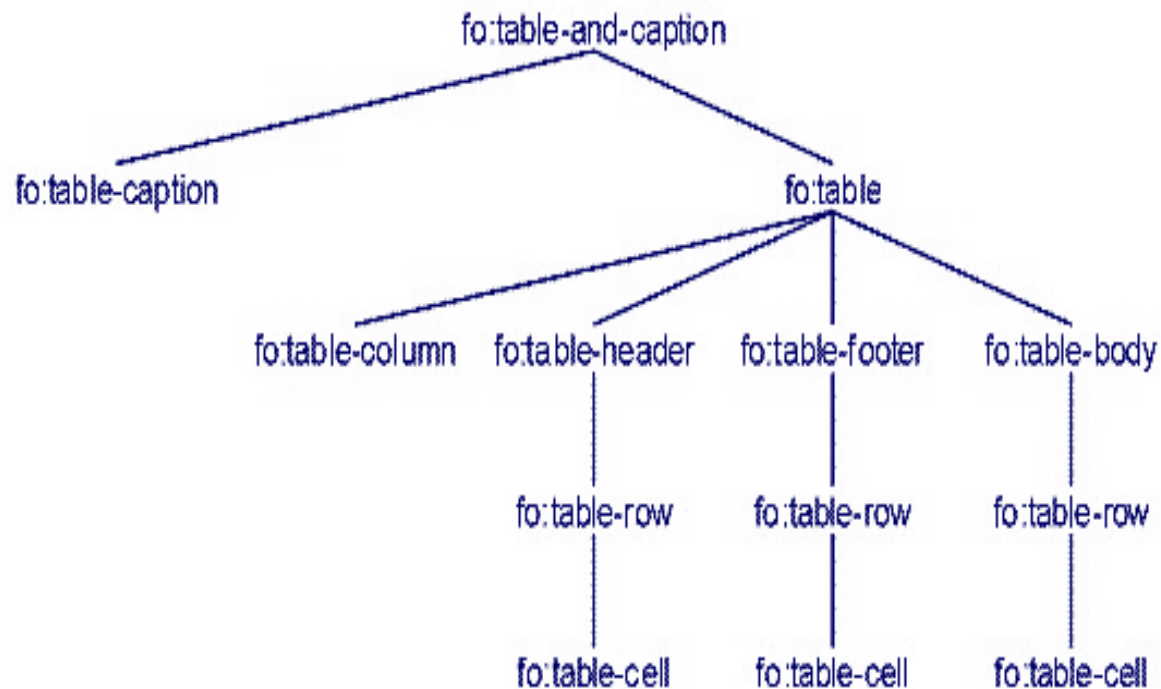 fo:table-and-caption
fo:table-caption fo:table
fo:table-column fo:table-header fo:table-footer fo:table-body
fo:table-row fo:table-row fo:table-row
fo:table-cell fo:table-cell fo:table-cell